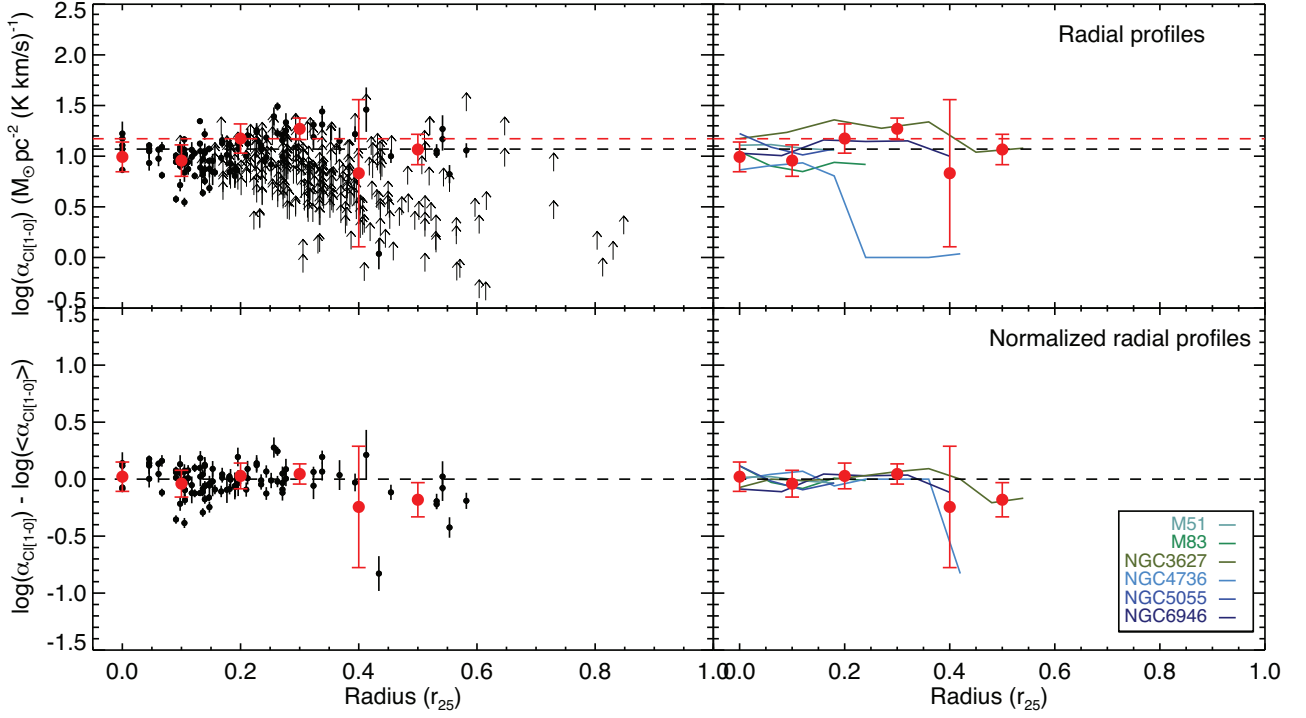 log(α_CI[1-0]) (M_⊙ pc^-2 (K km/s)^-1)
2.5
2.0
1.5
1.0
0.5
0.0
-0.5
Radial profiles
log(α_CI[1-0]) - log(<α_CI[1-0]>)
1.5
1.0
0.5
0.0
-0.5
-1.0
-1.5
Normalized radial profiles
M51
M83
NGC3627
NGC4736
NGC5055
NGC6946
0.0 0.2 0.4 0.6 0.8 1.0
0.0 0.2 0.4 0.6 0.8 1.0
Radius (r_25)
Radius (r_25)